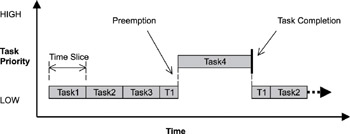 HIGH
Preemption
Task Completion
Task
Priority
Time Slice
Task4
Task1
Task2
Task3
T1
T1
Task2
LOW
Time